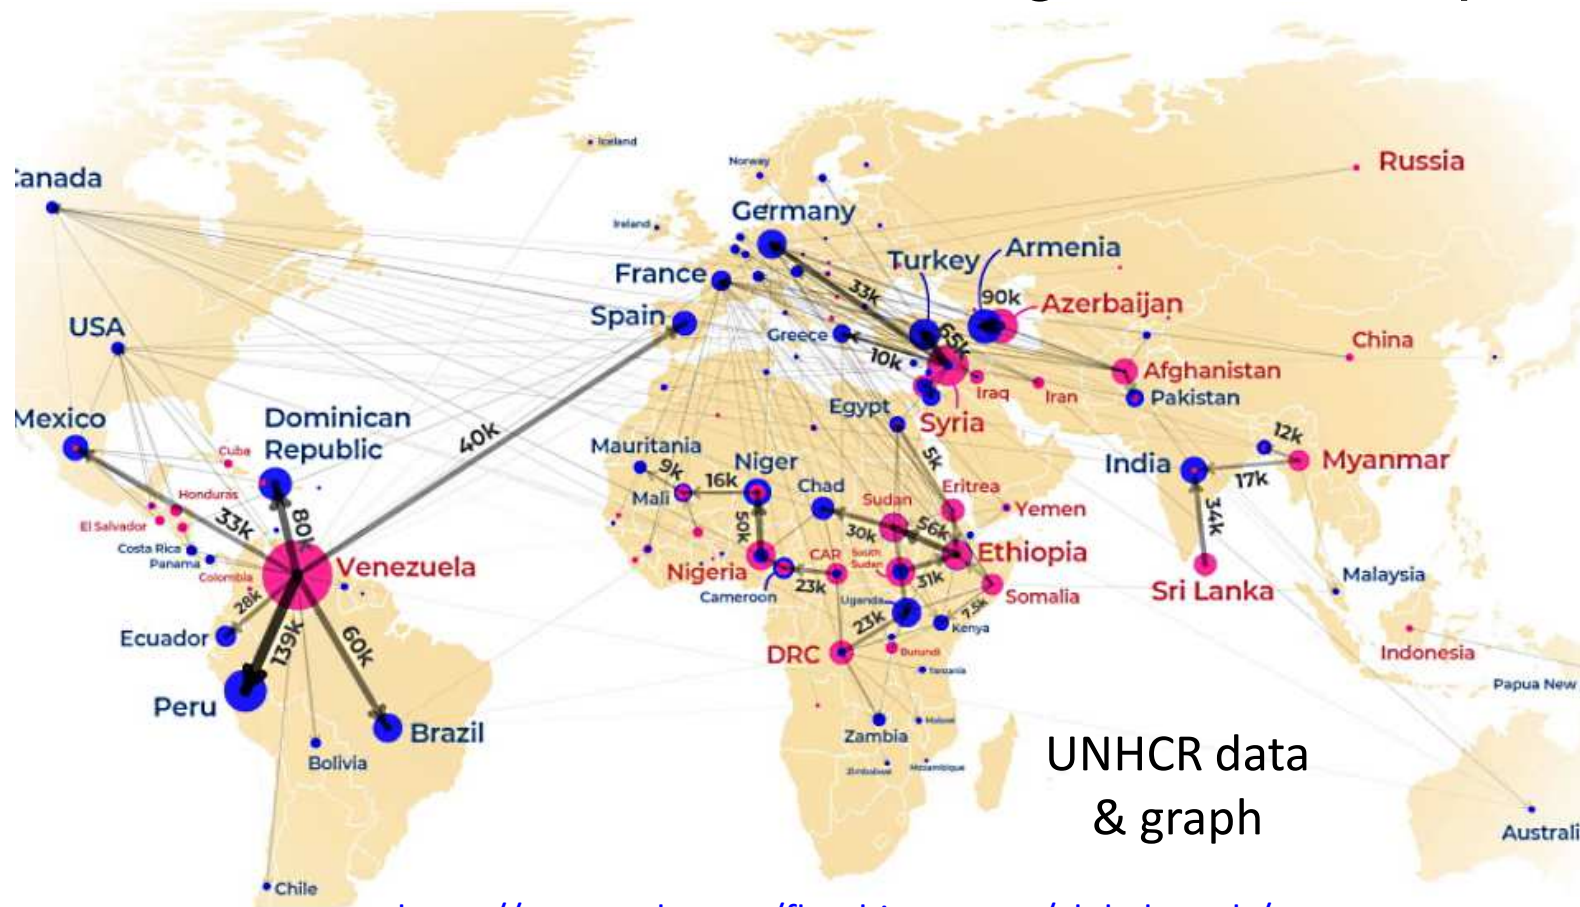 Iceland
Norway
Russia
Canada
Ireland
Germany
Armenia
Turkey
France
33k
90k
Azerbaijan
Spain
USA
Greece
65k
10k
China
Afghanistan
Iraq
Iran
Pakistan
Mexico
Dominican
Republic
40k
Egypt
Syria
12k
Cuba
Mauritania
9k
Niger
5k
India
Myanmar
16k
Mali
Chad
17k
Honduras
Sudan
Eritrea
Yemen
34k
El Salvador
33k
80k
50k
30k
56k
Costa Rica
Panama
Colombia
Venezuela
Nigeria
CAR
South
Sudan
Ethiopia
31k
Cameroon
23k
Somalia
Sri Lanka
Malaysia
28k
Uganda
7.5k
Ecuador
139k
60k
23k
Kenya
DRC
Burundi
Indonesia
Tanzania
Papua New
Peru
Brazil
Zambia
Malawi
Bolivia
Zimbabwe
Mozambique
UNHCR data
& graph
Australi
Chile